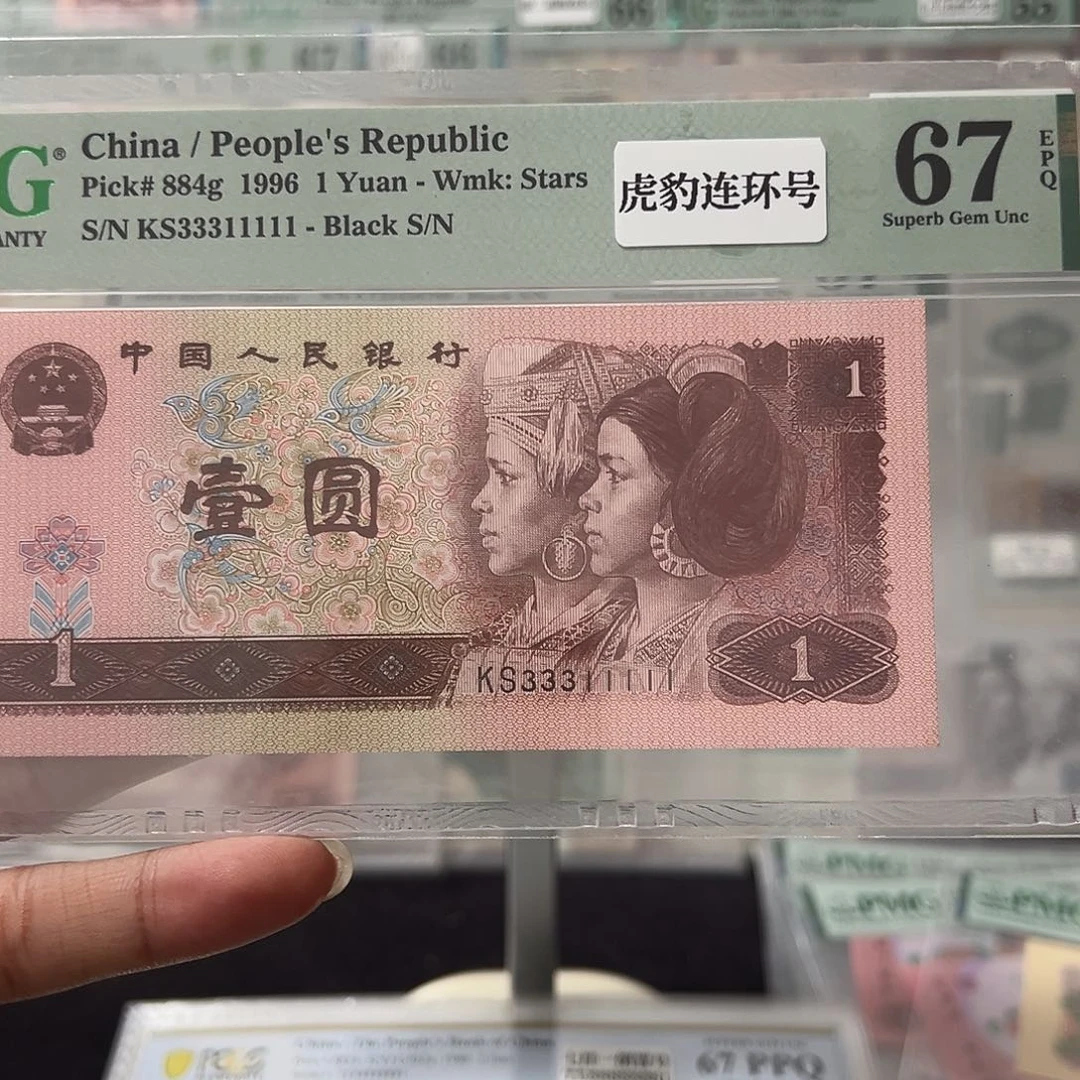 G®
China / People's Republic
Pick# 884g 1996 1 Yuan - Wmk: Stars
S/N KS33311111 - Black S/N
ANTY
虎豹连环号
67
EPQ
Superb Gem Unc
中国人民银行
1
壹圆
1
KS33311111
1
PMG
67 PPQ